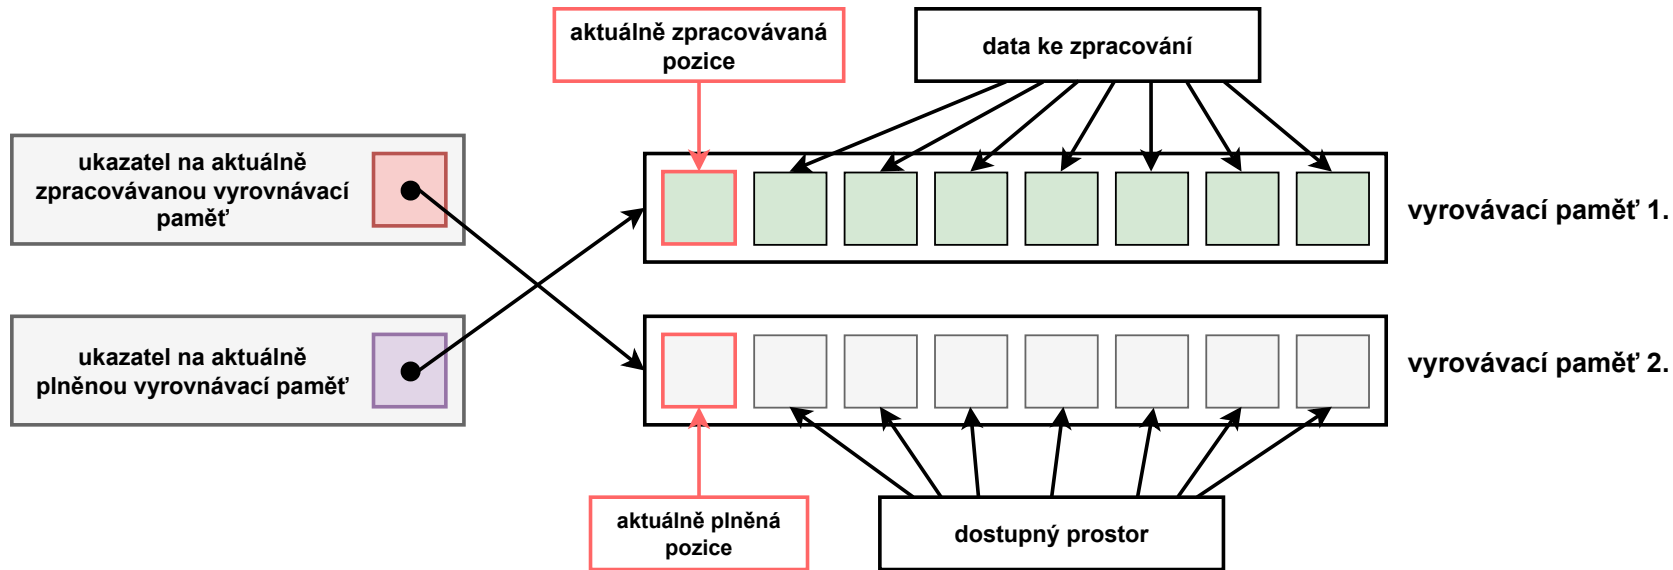 aktuálně zpracovávaná
pozice
data ke zpracování
ukazatel na aktuálně
zpracovávanou vyrovnávací
paměť
vyrovávací paměť 1.
ukazatel na aktuálně
plněnou vyrovnávací paměť
vyrovávací paměť 2.
aktuálně plněná
pozice
dostupný prostor